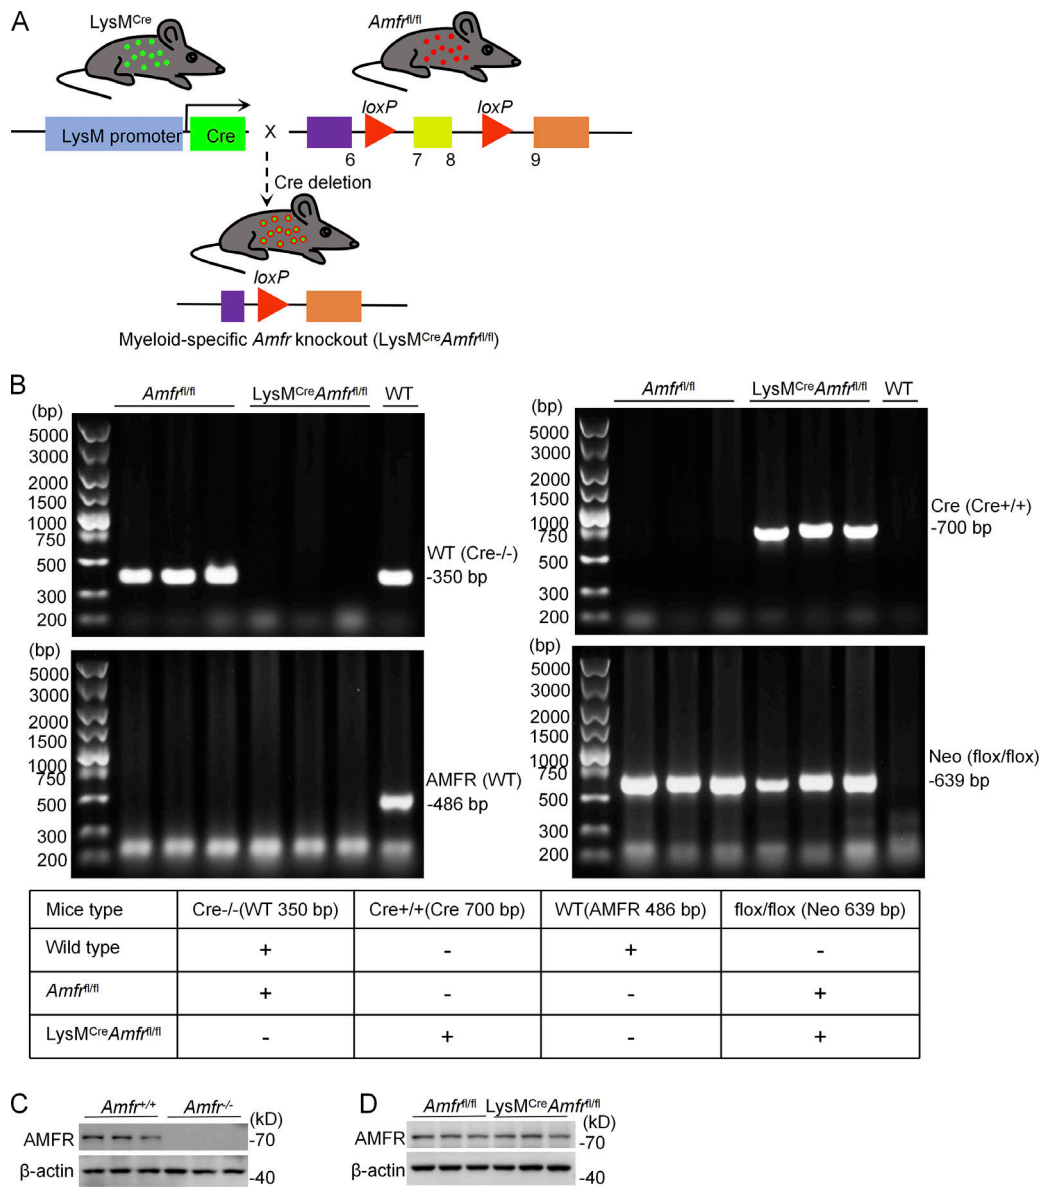 A
LysMCre
Amfrfl/fl
loxP
loxP
LysM promoter
Cre
X
6
7
8
9
Cre deletion
loxP
Myeloid-specific Amfr knockout (LysMCreAmfrfl/fl)
B
Amfrfl/fl
LysMCreAmfrfl/fl
WT
(bp)
5000
3000
2000
1500
1000
750
500
300
200
WT (Cre-/-)
-350 bp
Amfrfl/fl
LysMCreAmfrfl/fl
WT
(bp)
5000
3000
2000
1500
1000
750
500
300
200
Cre (Cre+/+)
-700 bp
(bp)
5000
3000
2000
1500
1000
750
500
300
200
AMFR (WT)
-486 bp
(bp)
5000
3000
2000
1500
1000
750
500
300
200
Neo (flox/flox)
-639 bp
Mice type Cre-/-(WT 350 bp) Cre+/+(Cre 700 bp) WT(AMFR 486 bp) flox/flox (Neo 639 bp)
Wild type + - + -
Amfrfl/fl + - - +
LysMCreAmfrfl/fl - + - +
C
Amfr+/+ Amfr-/-
(kD)
AMFR -70
β-actin -40
D
Amfrfl/fl LysMCreAmfrfl/fl
(kD)
AMFR -70
β-actin -40